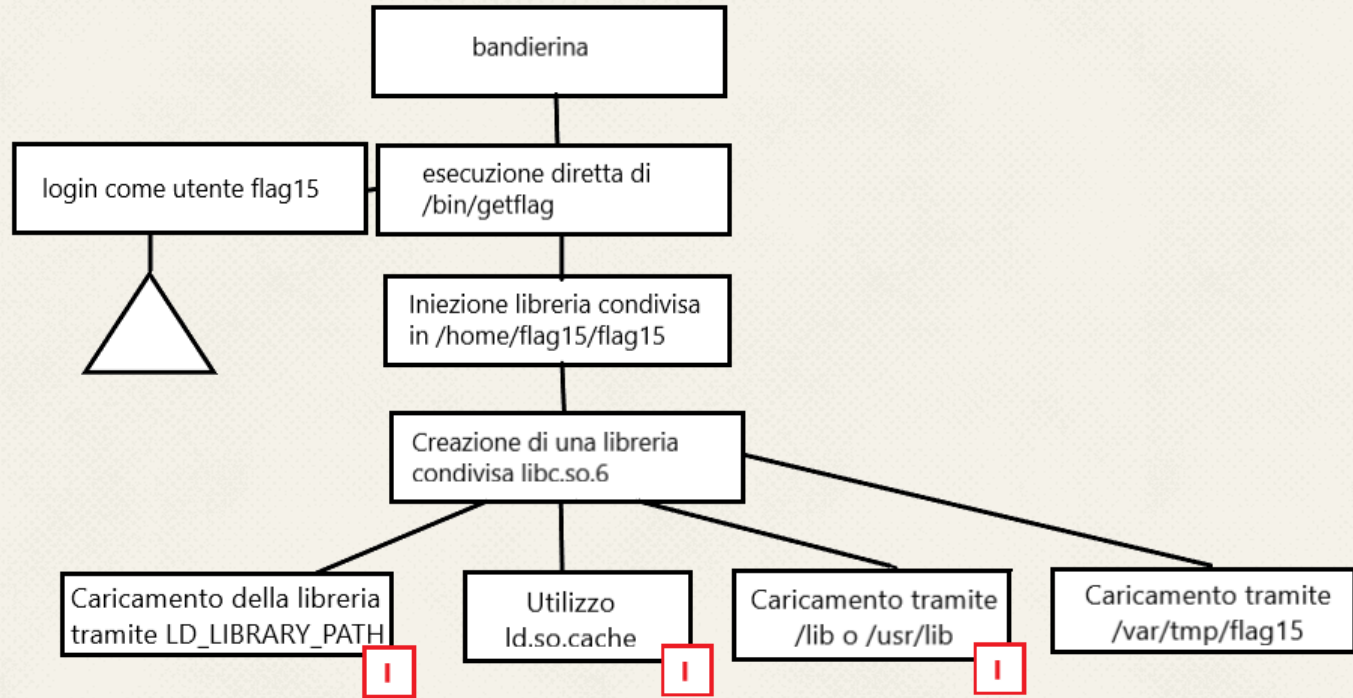 bandierina
login come utente flag15
esecuzione diretta di
/bin/getflag
Iniezione libreria condivisa
in /home/flag15/flag15
Creazione di una libreria
condivisa libc.so.6
Caricamento della libreria
tramite LD_LIBRARY_PATH
I
Utilizzo
ld.so.cache
I
Caricamento tramite
/lib o /usr/lib
I
Caricamento tramite
/var/tmp/flag15